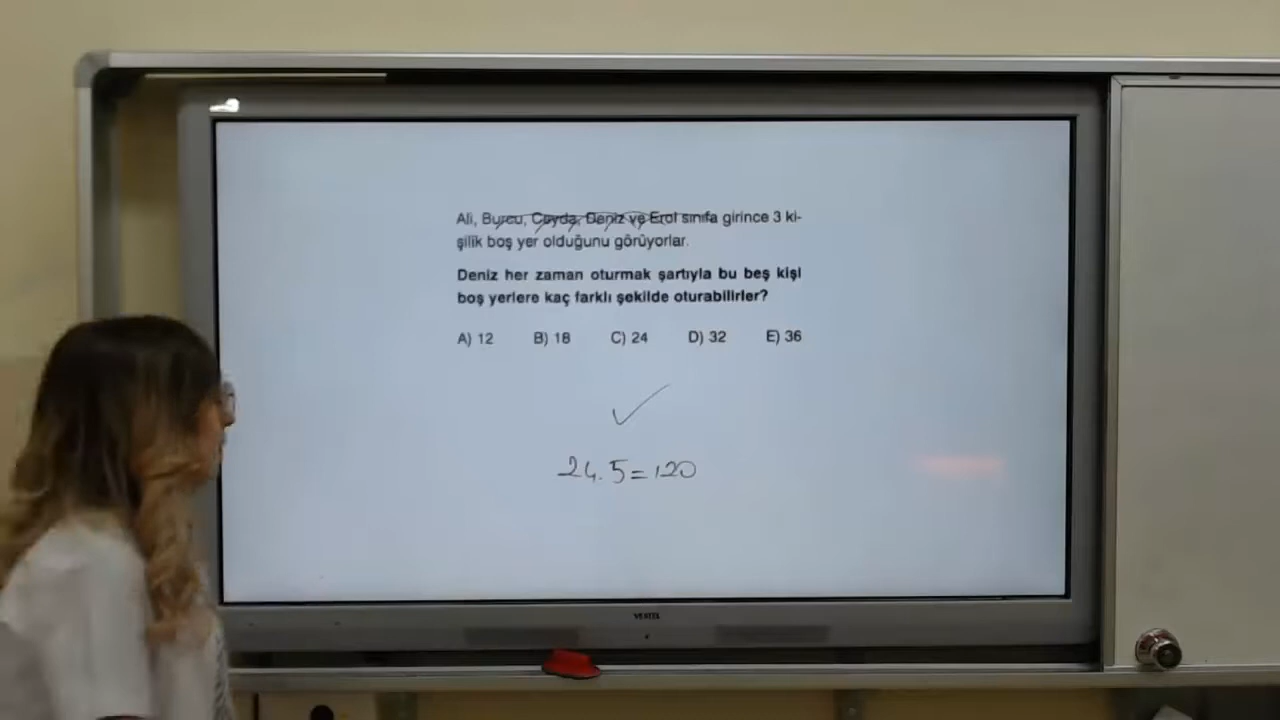 Ali, Burcu, Ceyda, Deniz ve Erol sınıfa girince 3 ki-
şilik boş yer olduğunu görüyorlar.
Deniz her zaman oturmak şartıyla bu beş kişi
boş yerlere kaç farklı şekilde oturabilirler?
A) 12 B) 18 C) 24 D) 32 E) 36
24.5=120
VESTEL